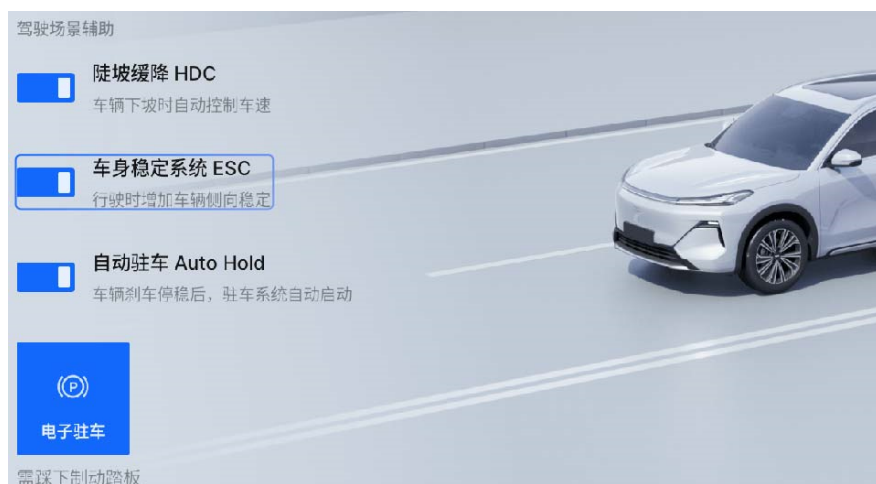 驾驶场景辅助
陡坡缓降 HDC
车辆下坡时自动控制车速
车身稳定系统 ESC
行驶时增加车辆侧向稳定
自动驻车 Auto Hold
车辆刹车停稳后，驻车系统自动启动
(P)
电子驻车
需踩下制动踏板